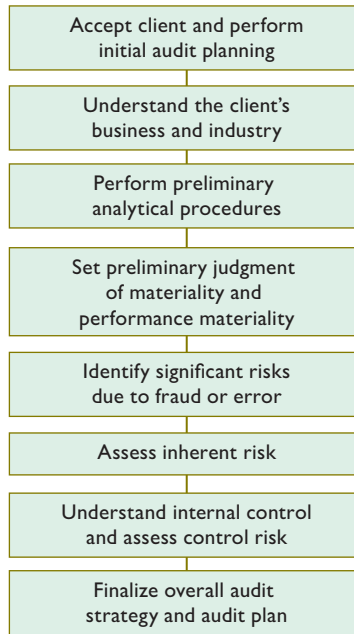 Accept client and perform
initial audit planning
Understand the client's
business and industry
Perform preliminary
analytical procedures
Set preliminary judgment
of materiality and
performance materiality
Identify significant risks
due to fraud or error
Assess inherent risk
Understand internal control
and assess control risk
Finalize overall audit
strategy and audit plan